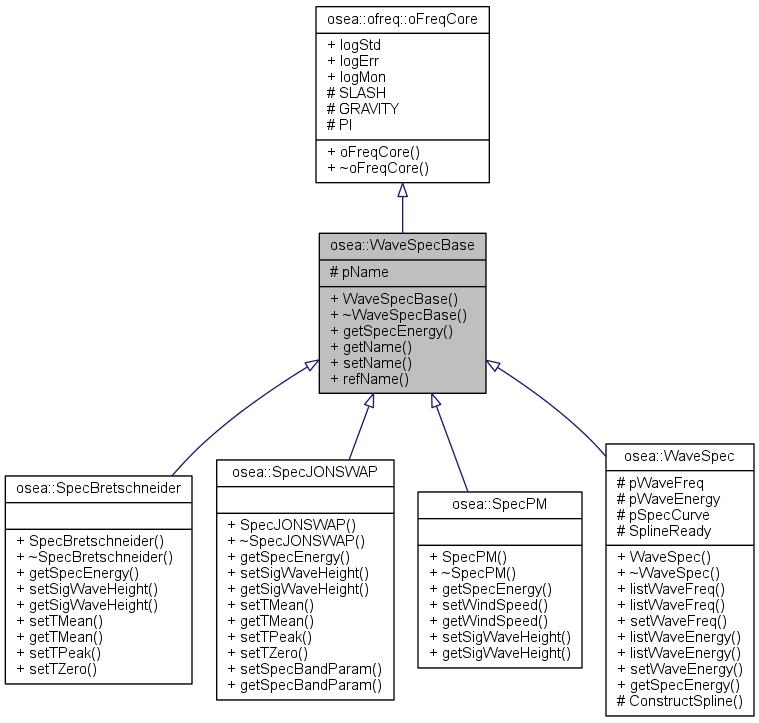 osea::ofreq::oFreqCore
+ logStd
+ logErr
+ logMon
# SLASH
# GRAVITY
# PI
+ oFreqCore()
+ ~oFreqCore()
osea::WaveSpecBase
# pName
+ WaveSpecBase()
+ ~WaveSpecBase()
+ getSpecEnergy()
+ getName()
+ setName()
+ refName()
osea::SpecBretschneider
+ SpecBretschneider()
+ ~SpecBretschneider()
+ getSpecEnergy()
+ setSigWaveHeight()
+ getSigWaveHeight()
+ setTMean()
+ getTMean()
+ setTPeak()
+ setTZero()
osea::SpecJONSWAP
+ SpecJONSWAP()
+ ~SpecJONSWAP()
+ getSpecEnergy()
+ setSigWaveHeight()
+ getSigWaveHeight()
+ setTMean()
+ getTMean()
+ setTPeak()
+ setTZero()
+ setSpecBandParam()
+ getSpecBandParam()
osea::SpecPM
+ SpecPM()
+ ~SpecPM()
+ getSpecEnergy()
+ setWindSpeed()
+ getWindSpeed()
+ setSigWaveHeight()
+ getSigWaveHeight()
osea::WaveSpec
# pWaveFreq
# pWaveEnergy
# pSpecCurve
# SplineReady
+ WaveSpec()
+ ~WaveSpec()
+ listWaveFreq()
+ listWaveFreq()
+ setWaveFreq()
+ listWaveEnergy()
+ listWaveEnergy()
+ setWaveEnergy()
+ getSpecEnergy()
# ConstructSpline()